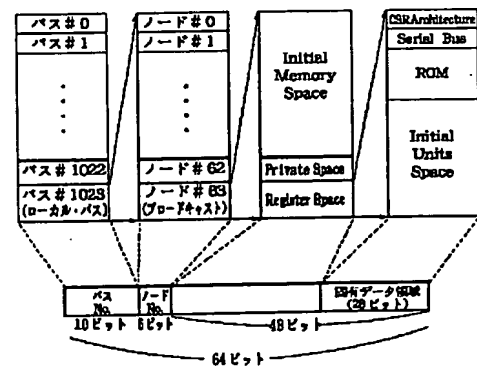 バス#0
バス#1
バス#1022
バス#1023
(ローカル・バス)
ノード#0
ノード#1
ノード#62
ノード#63
(ブロードキャスト)
Initial
Memory
Space
Private Space
Register Space
CSR Architecture
Serial Bus
ROM
Initial
Units
Space
バス
No.
ノード
No.
固有データ領域
(28ビット)
10ビット
6ビット
48ビット
64ビット